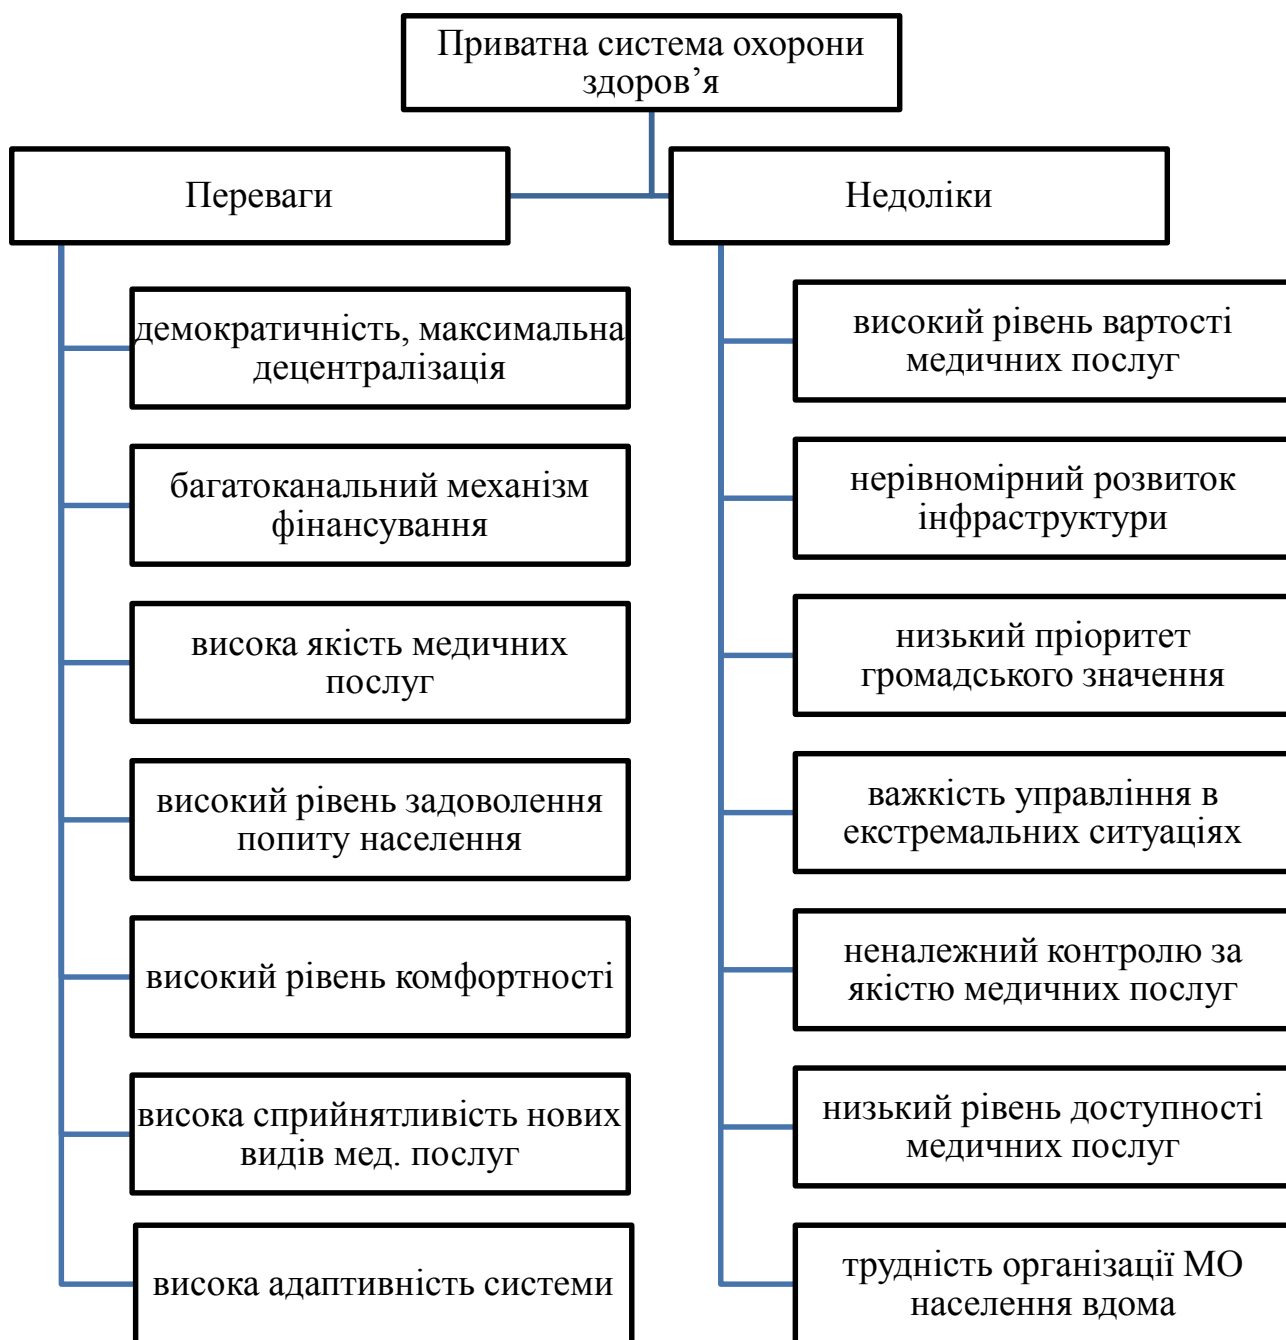 Приватна система охорони
здоров’я
Переваги
демократичність, максимальна
децентралізація
багатоканальний механізм
фінансування
висока якість медичних
послуг
високий рівень задоволення
попиту населення
високий рівень комфортності
висока сприйнятливість нових
видів мед. послуг
висока адаптивність системи
Недоліки
високий рівень вартості
медичних послуг
нерівномірний розвиток
інфраструктури
низький пріоритет
громадського значення
важкість управління в
екстремальних ситуаціях
неналежний контролю за
якістю медичних послуг
низький рівень доступності
медичних послуг
трудність організації МО
населення вдома